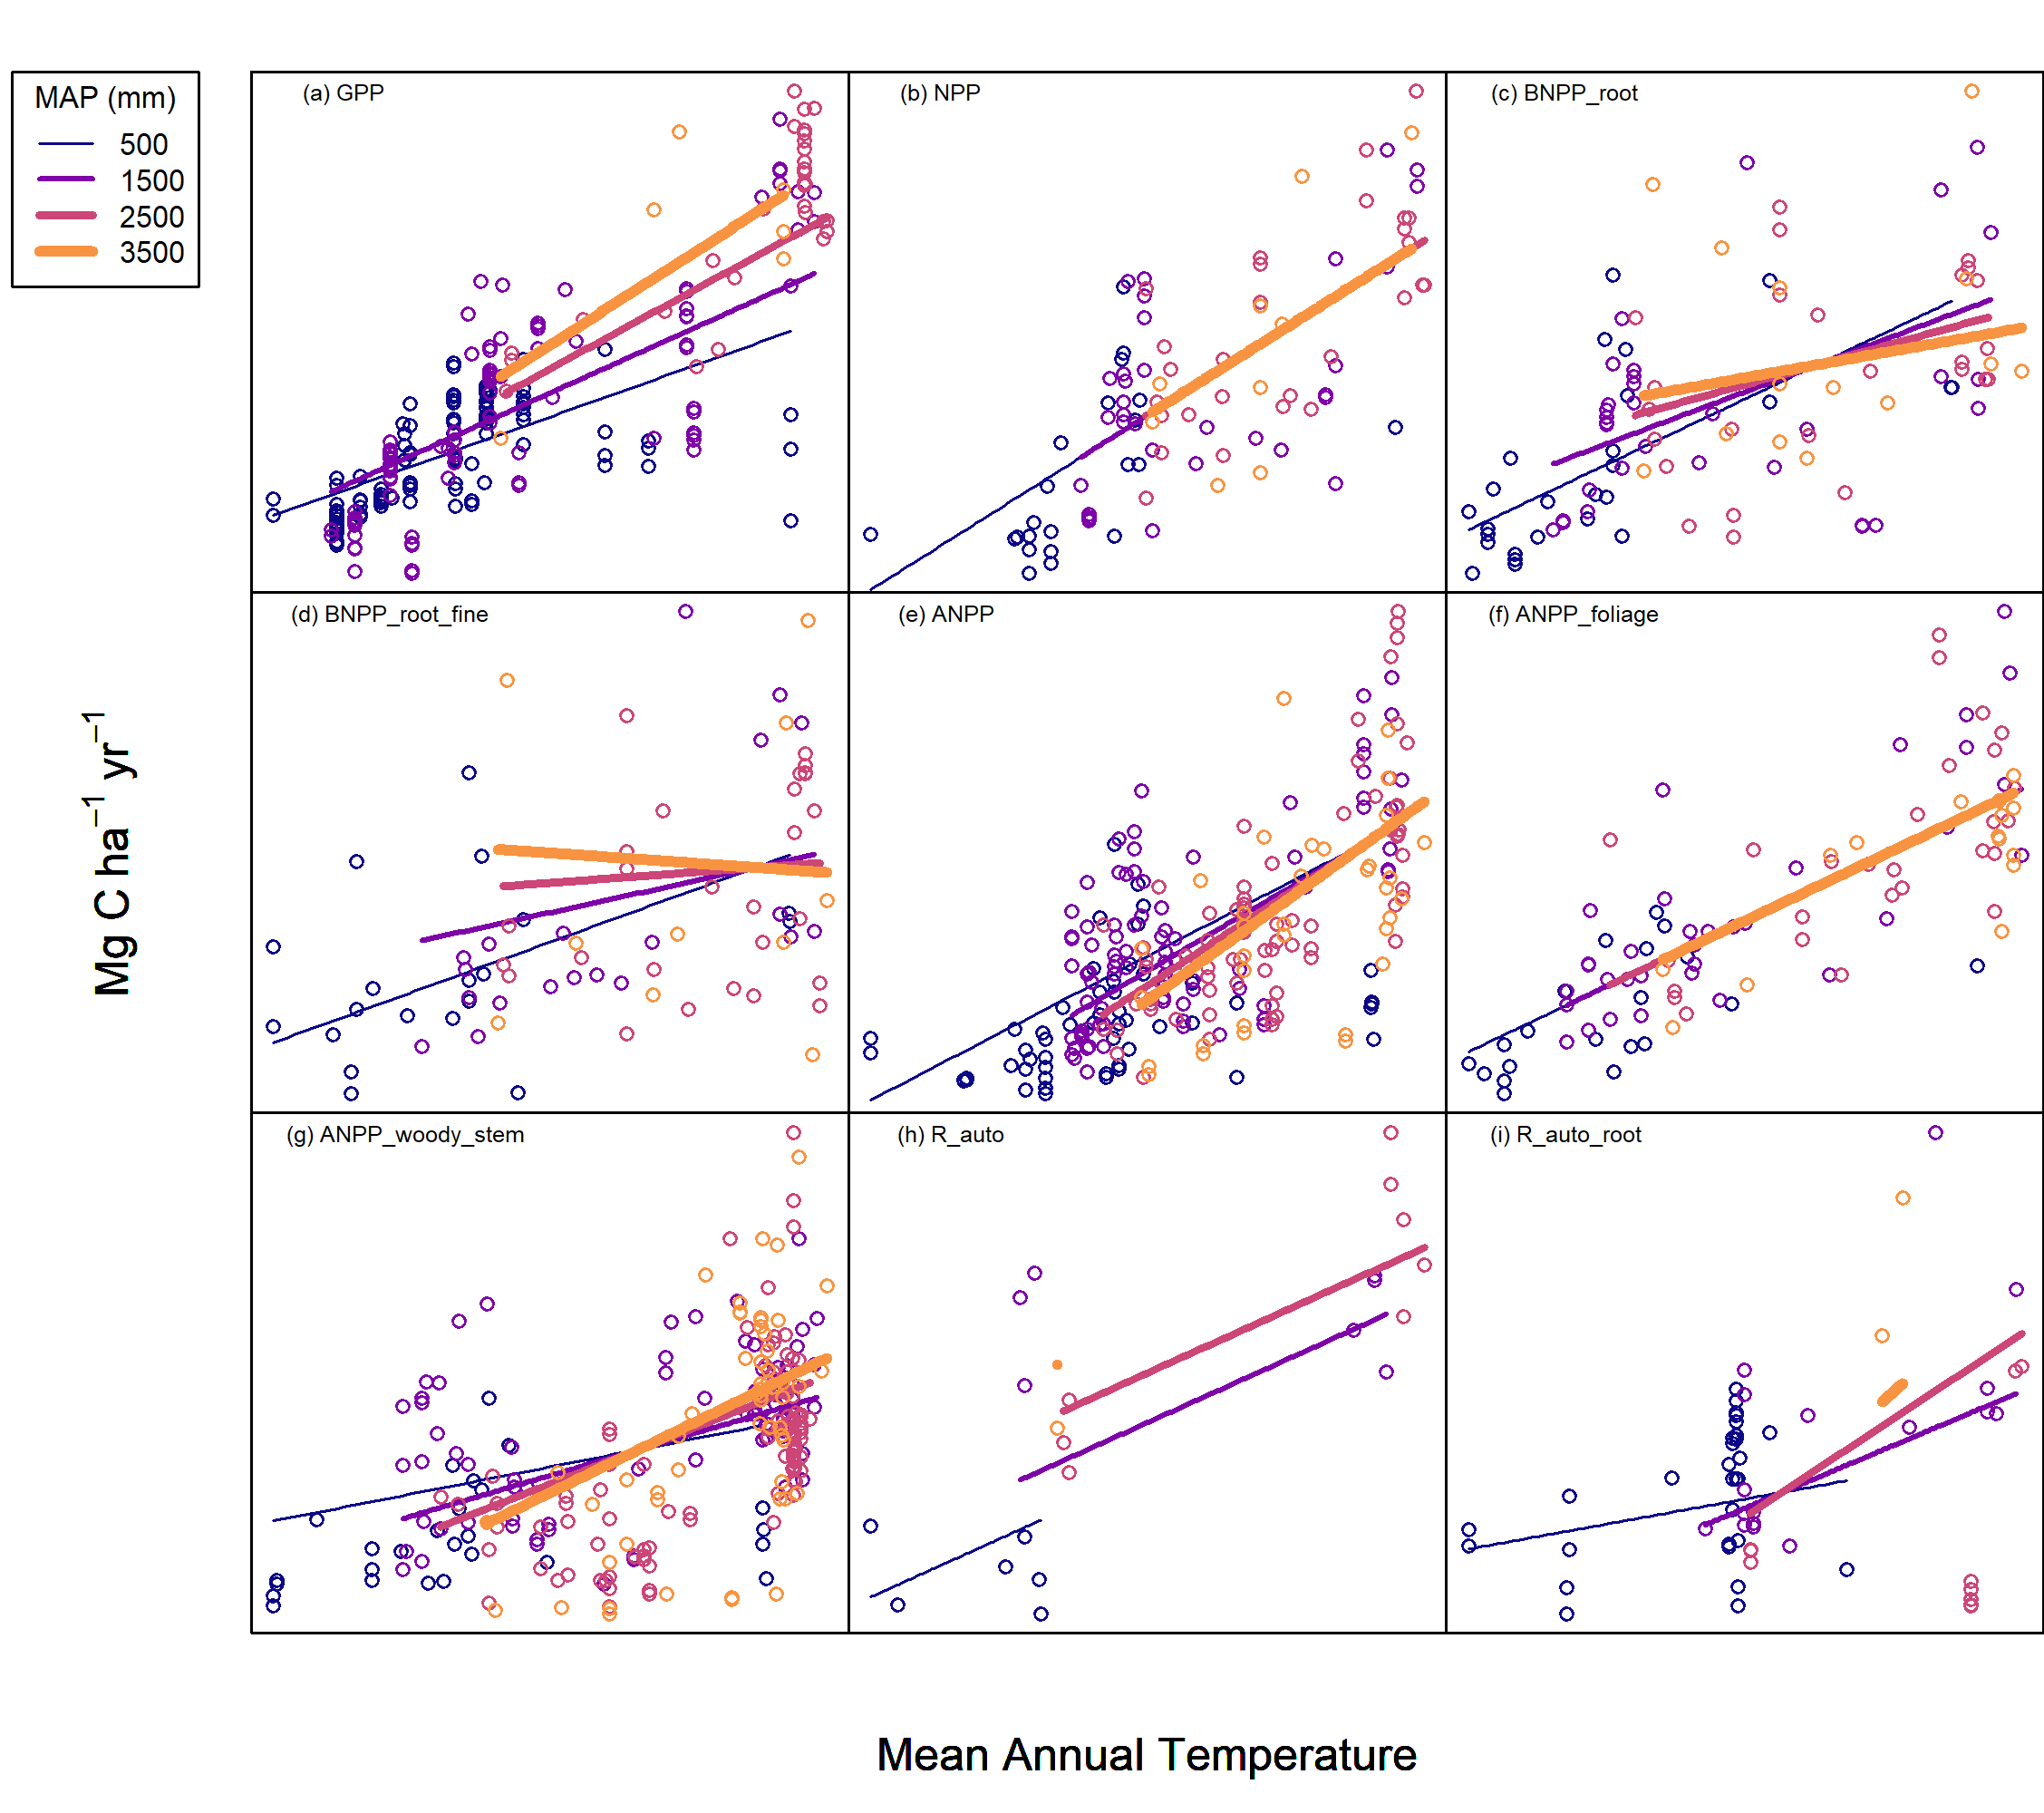 MAP (mm)
500
1500
2500
3500
(a) GPP
(b) NPP
(c) BNPP_root
(d) BNPP_root_fine
(e) ANPP
(f) ANPP_foliage
(g) ANPP_woody_stem
(h) R_auto
(i) R_auto_root
Mg C ha⁻¹ yr⁻¹
Mean Annual Temperature